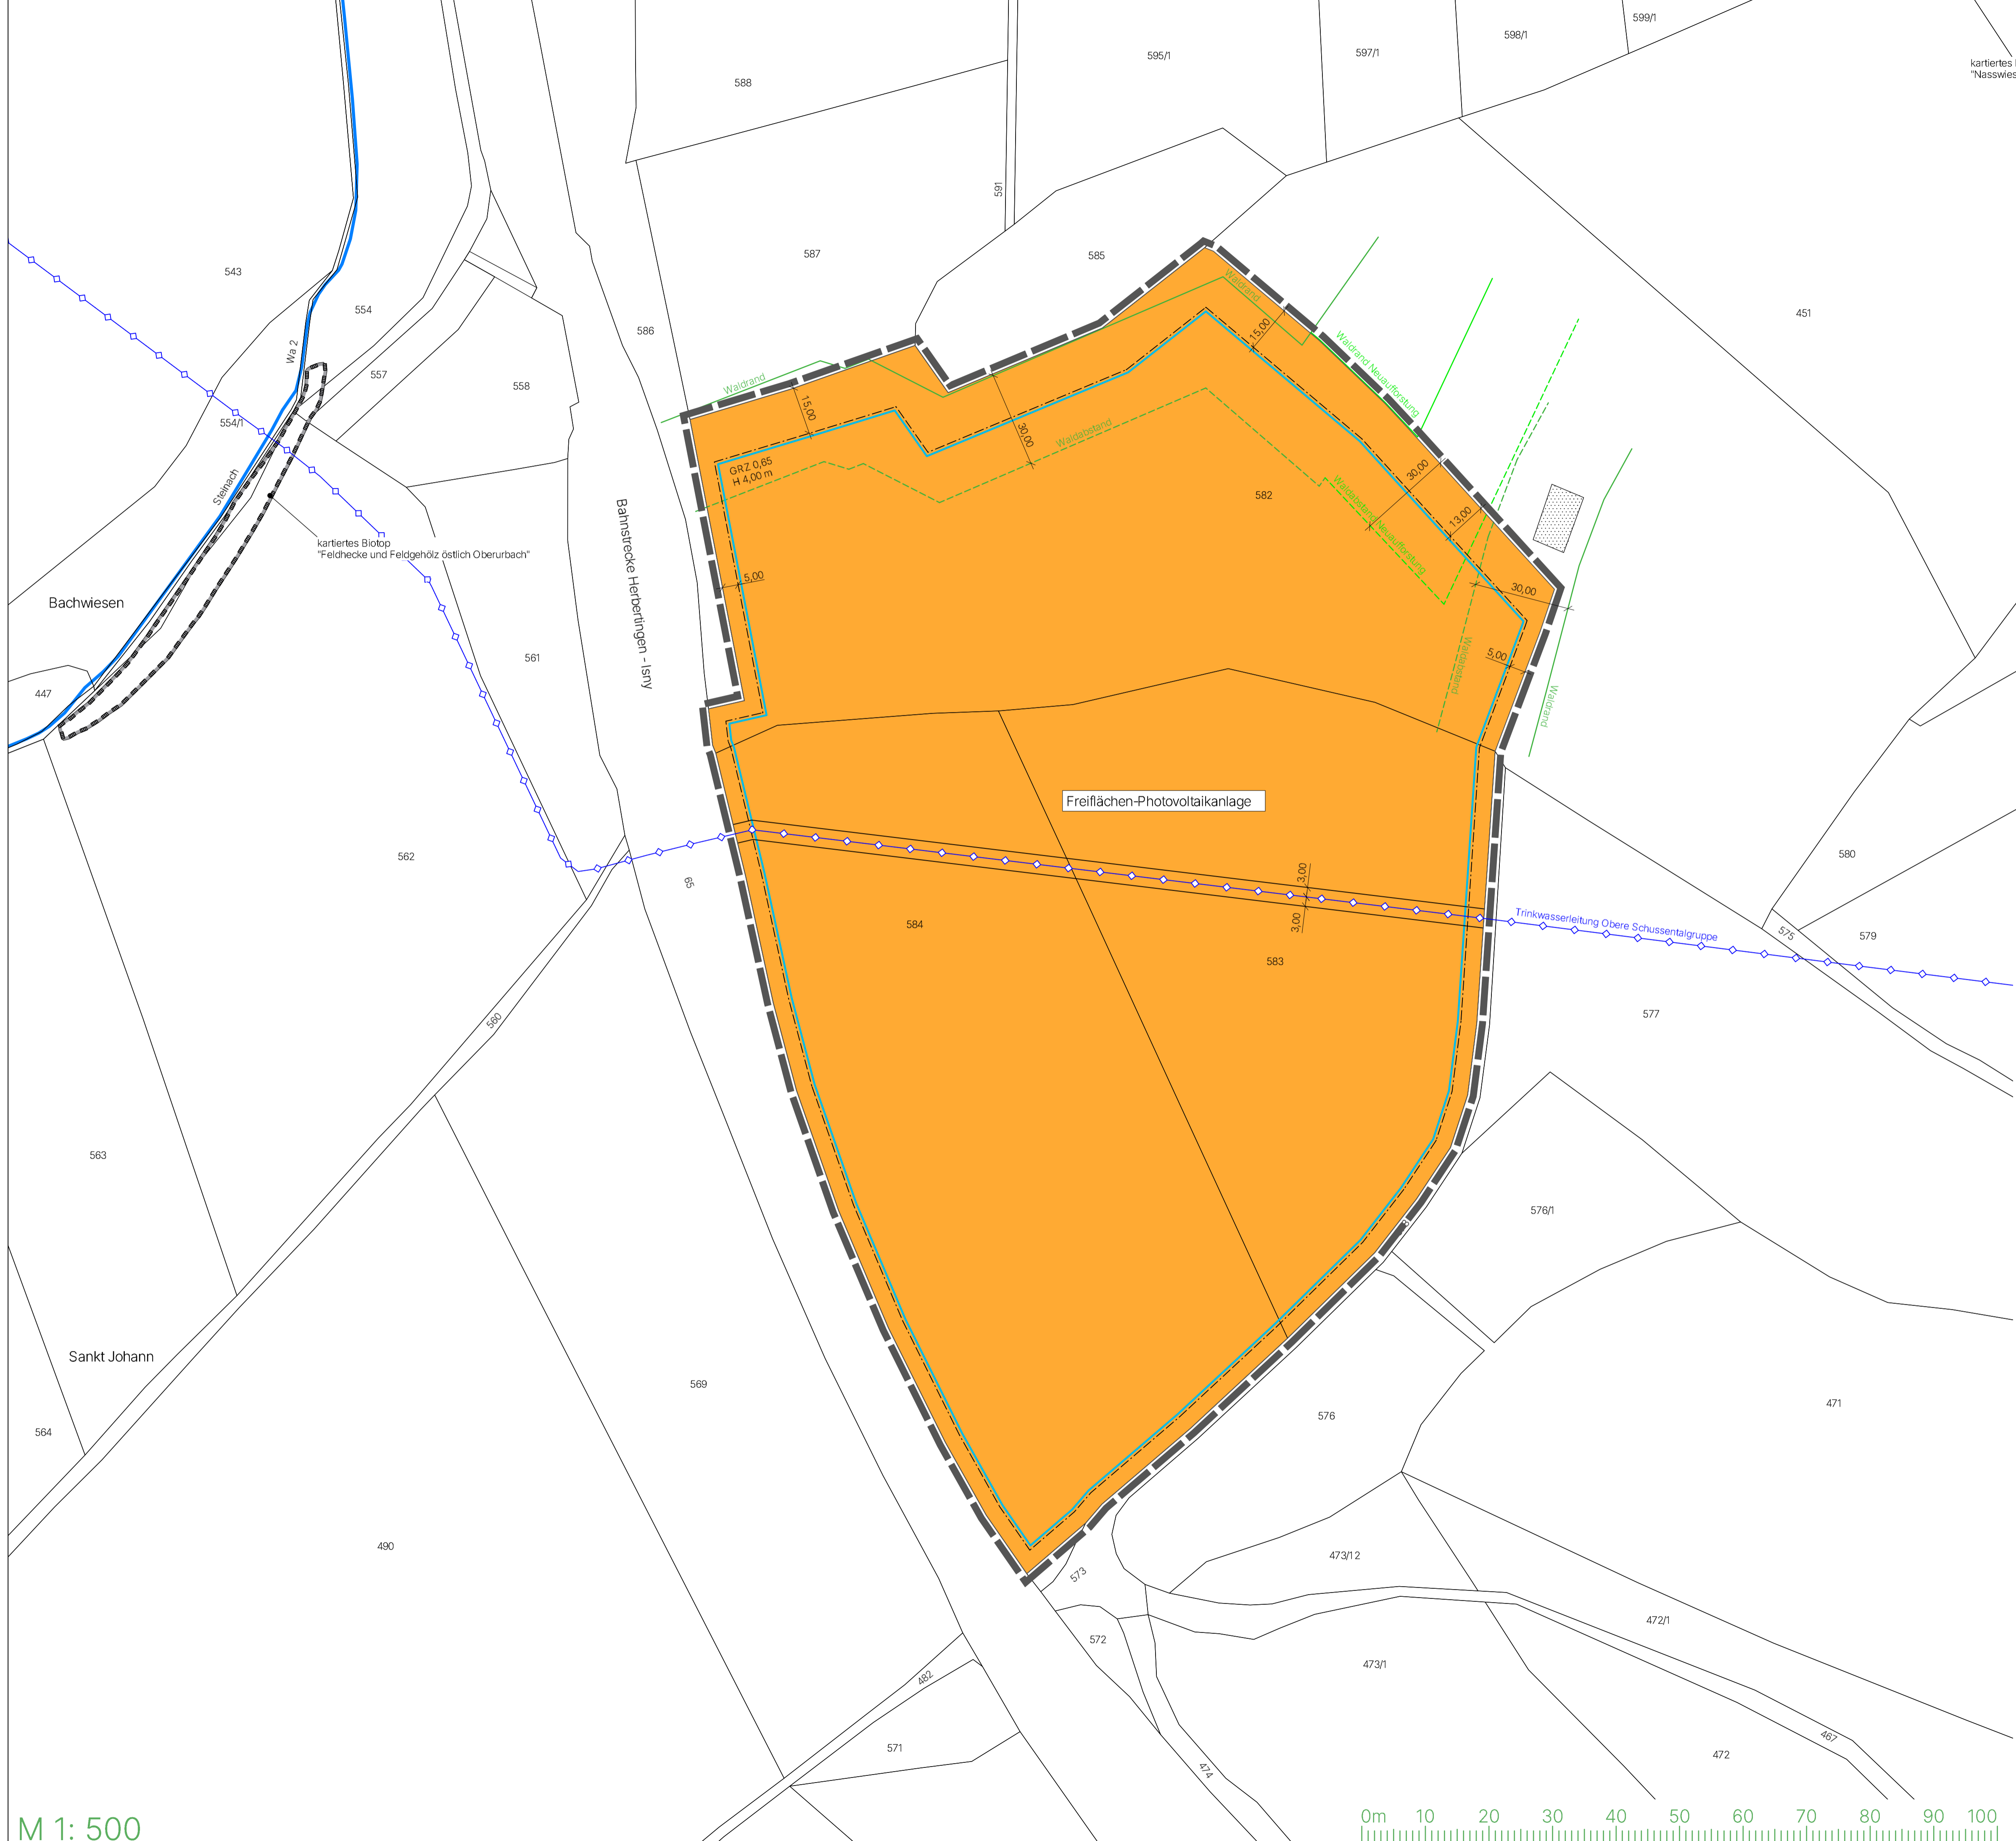 599/1
598/1
597/1
595/1
588
kartiertes
"Nasswies
591
587
585
543
554
586
451
Waldrand
Waldrand
Waldrand Neuaufforstung
15,00
15,00
30,00
30,00
13,00
30,00
5,00
5,00
Wa 2
557
558
554/1
Steinach
GRZ 0,65
H 4,00 m
Waldabstand
Waldabstand Neuaufforstung
Waldabstand
Waldrand
582
kartiertes Biotop
"Feldhecke und Feldgehölz östlich Oberurbach"
Bahnstrecke Herbertingen - Isny
Bachwiesen
561
447
Freiflächen-Photovoltaikanlage
562
65
584
583
3,00
3,00
Trinkwasserleitung Obere Schussentalgruppe
580
575
579
577
560
563
576/1
Sankt Johann
569
564
576
471
490
473/12
573
572
472/1
473/1
482
571
474
467
472
M 1: 500
0m 10 20 30 40 50 60 70 80 90 100